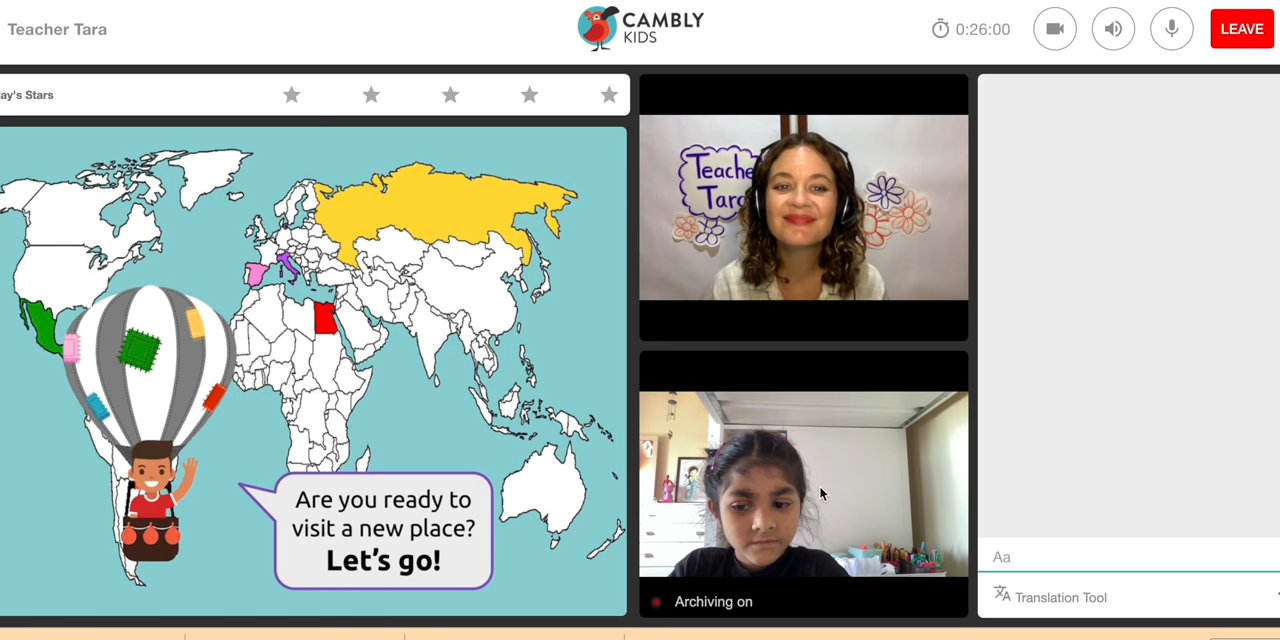 Teacher Tara
CAMBLY
KIDS
0:26:00
LEAVE
ay's Stars
Teache
Tara
Are you ready to
visit a new place?
Let's go!
Archiving on
Aa
Translation Tool